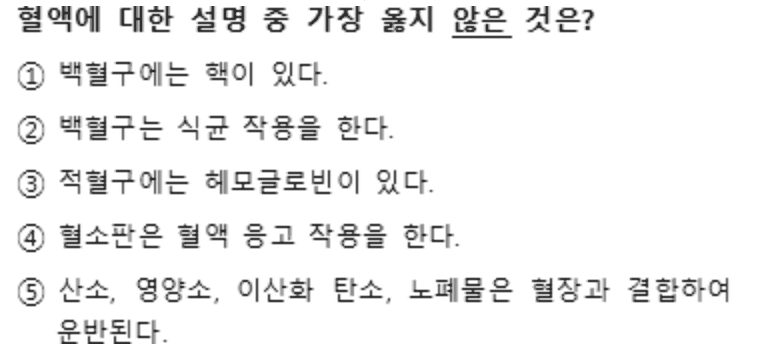 혈액에 대한 설명 중 가장 옳지 않은 것은?
① 백혈구에는 핵이 있다.
② 백혈구는 식균 작용을 한다.
③ 적혈구에는 헤모글로빈이 있다.
④ 혈소판은 혈액 응고 작용을 한다.
⑤ 산소, 영양소, 이산화 탄소, 노폐물은 혈장과 결합하여
운반된다.